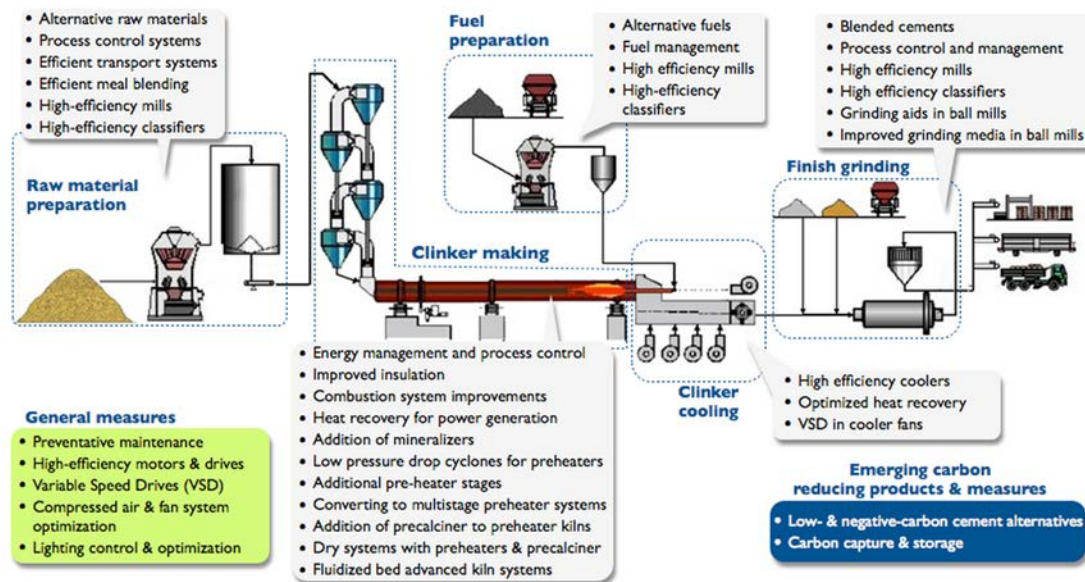 • Alternative raw materials
• Process control systems
• Efficient transport systems
• Efficient meal blending
• High-efficiency mills
• High-efficiency classifiers
Raw material
preparation
Fuel
preparation
• Alternative fuels
• Fuel management
• High efficiency mills
• High-efficiency
classifiers
• Blended cements
• Process control and management
• High efficiency mills
• High efficiency classifiers
• Grinding aids in ball mills
• Improved grinding media in ball mills
Finish grinding
Clinker making
• Energy management and process control
• Improved insulation
• Combustion system improvements
• Heat recovery for power generation
• Addition of mineralizers
• Low pressure drop cyclones for preheaters
• Additional pre-heater stages
• Converting to multistage preheater systems
• Addition of precalciner to preheater kilns
• Dry systems with preheaters & precalciner
• Fluidized bed advanced kiln systems
Clinker
cooling
• High efficiency coolers
• Optimized heat recovery
• VSD in cooler fans
General measures
• Preventative maintenance
• High-efficiency motors & drives
• Variable Speed Drives (VSD)
• Compressed air & fan system
optimization
• Lighting control & optimization
Emerging carbon
reducing products & measures
• Low- & negative-carbon cement alternatives
• Carbon capture & storage